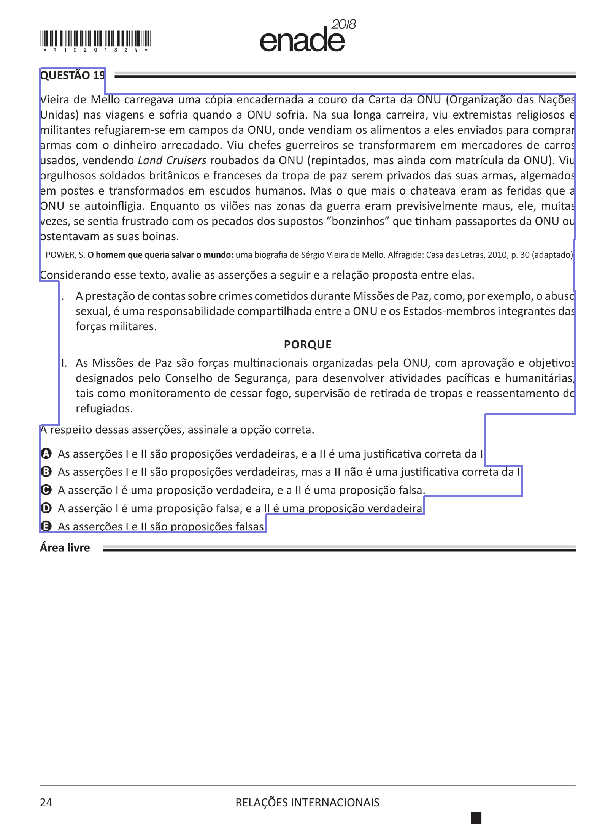 *R19201824*
enade2018
QUESTÃO 19
Vieira de Mello carregava uma cópia encadernada a couro da Carta da ONU (Organização das Nações
Unidas) nas viagens e sofria quando a ONU sofria. Na sua longa carreira, viu extremistas religiosos e
militantes refugiarem-se em campos da ONU, onde vendiam os alimentos a eles enviados para comprar
armas com o dinheiro arrecadado. Viu chefes guerreiros se transformarem em mercadores de carros
usados, vendendo Land Cruisers roubados da ONU (repintados, mas ainda com matrícula da ONU). Viu
orgulhosos soldados britânicos e franceses da tropa de paz serem privados das suas armas, algemados
em postes e transformados em escudos humanos. Mas o que mais o chateava eram as feridas que a
ONU se autoinfligia. Enquanto os vilões nas zonas da guerra eram previsivelmente maus, ele, muitas
vezes, se sentia frustrado com os pecados dos supostos “bonzinhos” que tinham passaportes da ONU ou
ostentavam as suas boinas.
POWER, S. O homem que queria salvar o mundo: uma biografia de Sérgio Vieira de Mello. Alfragide: Casa das Letras, 2010, p. 30 (adaptado)
Considerando esse texto, avalie as asserções a seguir e a relação proposta entre elas.
I. A prestação de contas sobre crimes cometidos durante Missões de Paz, como, por exemplo, o abuso
sexual, é uma responsabilidade compartilhada entre a ONU e os Estados-membros integrantes das
forças militares.
PORQUE
II. As Missões de Paz são forças multinacionais organizadas pela ONU, com aprovação e objetivos
designados pelo Conselho de Segurança, para desenvolver atividades pacíficas e humanitárias,
tais como monitoramento de cessar fogo, supervisão de retirada de tropas e reassentamento de
refugiados.
A respeito dessas asserções, assinale a opção correta.
A As asserções I e II são proposições verdadeiras, e a II é uma justificativa correta da I.
B As asserções I e II são proposições verdadeiras, mas a II não é uma justificativa correta da I.
C A asserção I é uma proposição verdadeira, e a II é uma proposição falsa.
D A asserção I é uma proposição falsa, e a II é uma proposição verdadeira.
E As asserções I e II são proposições falsas.
Área livre
24 RELAÇÕES INTERNACIONAIS